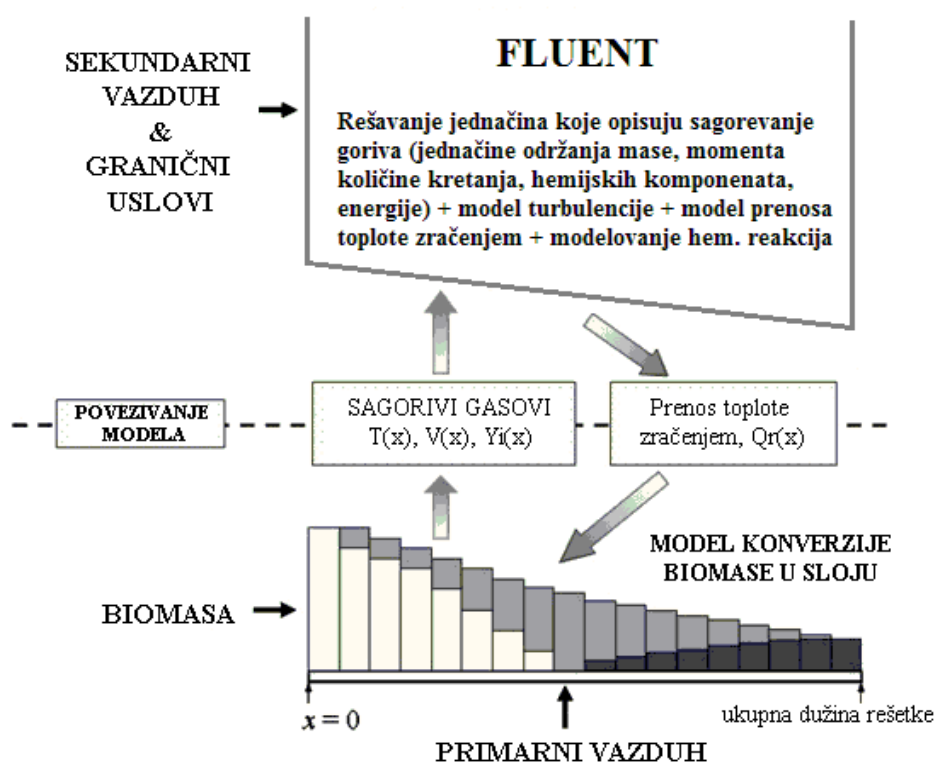 FLUENT
SEKUNDARNI
VAZDUH
&
GRANIČNI
USLOVI
Rešavanje jednačina koje opisuju sagorevanje
goriva (jednačine održanja mase, momenta
količine kretanja, hemijskih komponenata,
energije) + model turbulencije + model prenosa
toplote zračenjem + modelovanje hem. reakcija
POVEZIVANJE
MODELA
SAGORIVI GASOVI
T(x), V(x), Yi(x)
Prenos toplote
zračenjem, Qr(x)
MODEL KONVERZIJE
BIOMASE U SLOJU
BIOMASA
x = 0
ukupna dužina rešetke
PRIMARNI VAZDUH